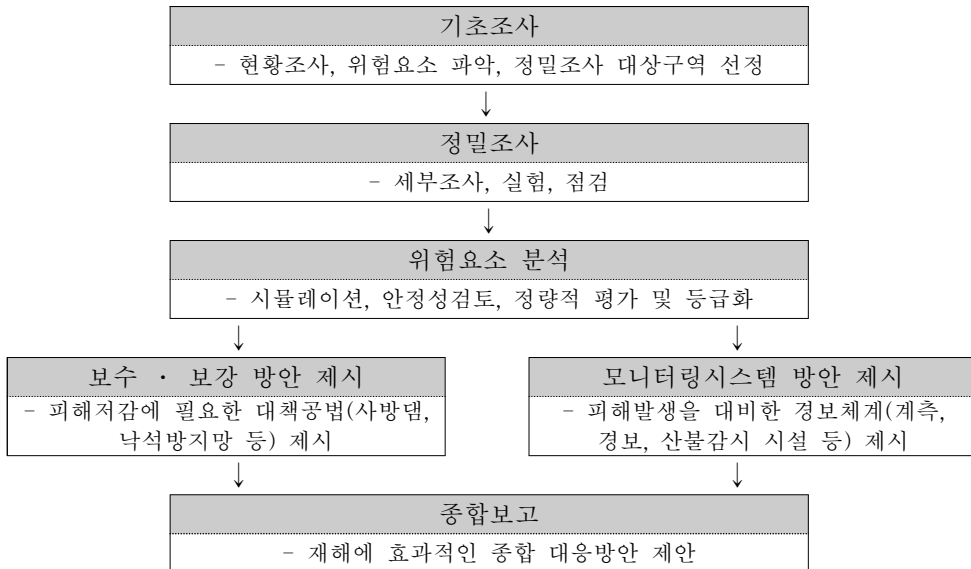 기초조사
- 현황조사, 위험요소 파악, 정밀조사 대상구역 선정
정밀조사
- 세부조사, 실험, 점검
위험요소 분석
- 시뮬레이션, 안정성검토, 정량적 평가 및 등급화
보수 · 보강 방안 제시
- 피해저감에 필요한 대책공법(사방댐,
낙석방지망 등) 제시
모니터링시스템 방안 제시
- 피해발생을 대비한 경보체계(계측,
경보, 산불감시 시설 등) 제시
종합보고
- 재해에 효과적인 종합 대응방안 제안